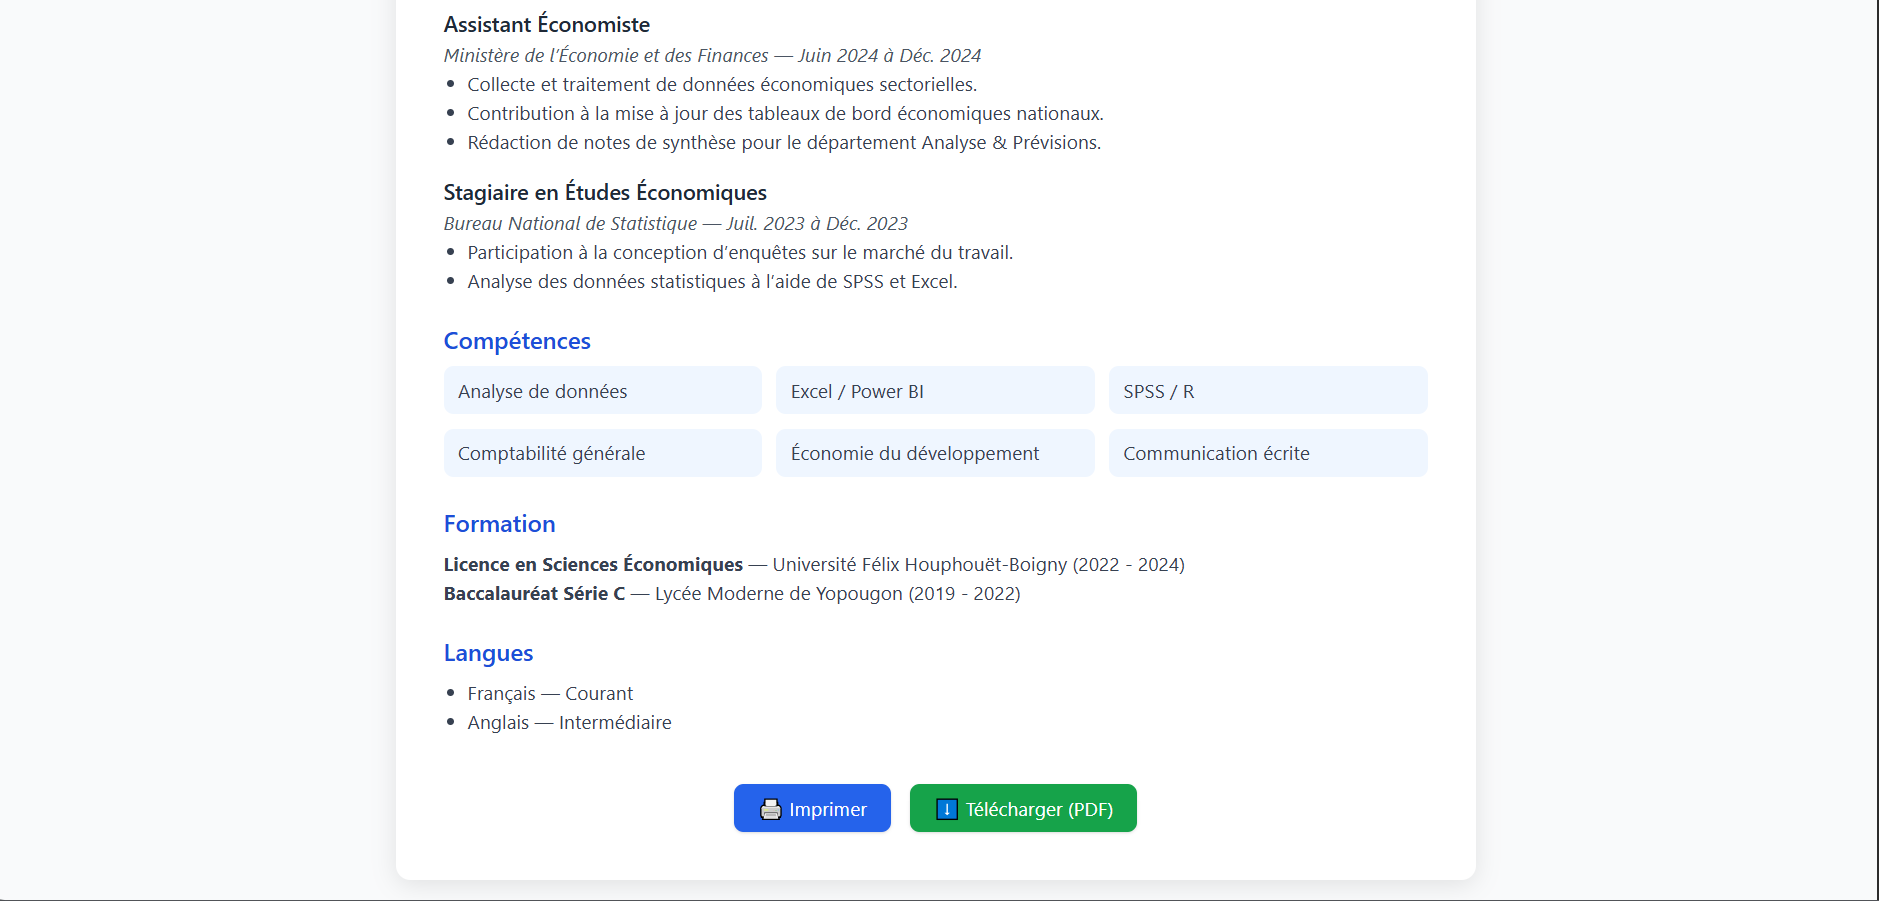 Assistant Économiste
Ministère de l'Économie et des Finances — Juin 2024 à Déc. 2024
• Collecte et traitement de données économiques sectorielles.
• Contribution à la mise à jour des tableaux de bord économiques nationaux.
• Rédaction de notes de synthèse pour le département Analyse & Prévisions.
Stagiaire en Études Économiques
Bureau National de Statistique — Juil. 2023 à Déc. 2023
• Participation à la conception d'enquêtes sur le marché du travail.
• Analyse des données statistiques à l'aide de SPSS et Excel.
Compétences
Analyse de données Excel / Power BI SPSS / R
Comptabilité générale Économie du développement Communication écrite
Formation
Licence en Sciences Économiques — Université Félix Houphouët-Boigny (2022 - 2024)
Baccalauréat Série C — Lycée Moderne de Yopougon (2019 - 2022)
Langues
• Français — Courant
• Anglais — Intermédiaire
Imprimer Télécharger (PDF)